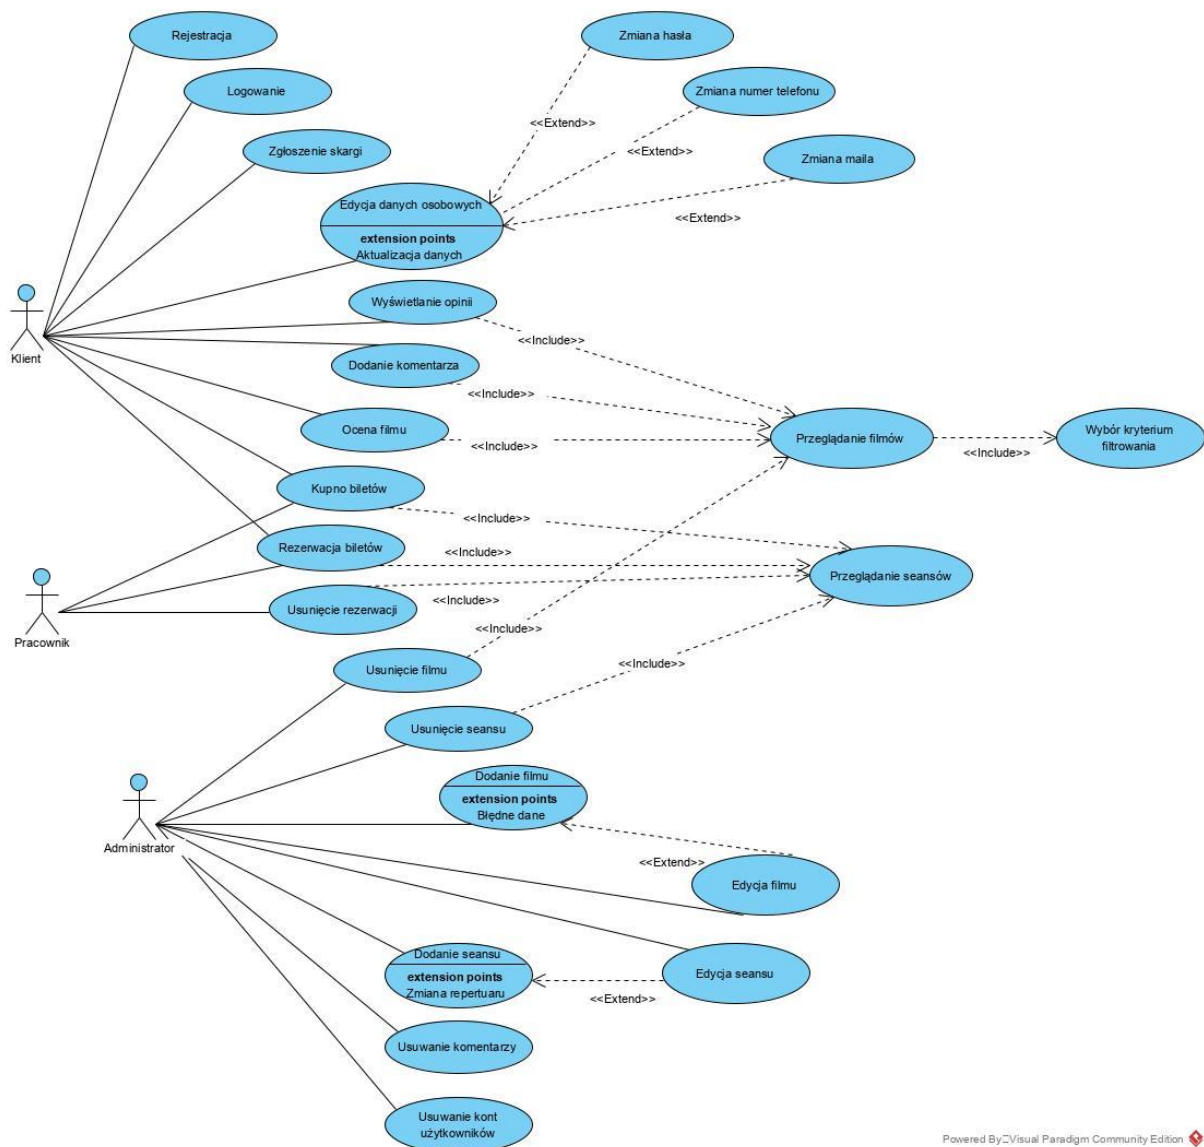 Rejestracja
Zmiana hasła
Logowanie
Zmiana numer telefonu
<<Extend>>
Zgłoszenie skargi
<<Extend>>
Zmiana maila
Edycja danych osobowych
<<Extend>>
extension points
Aktualizacja danych
Wyświetlanie opinii
<<Include>>
Klient
Dodanie komentarza
<<Include>>
Ocena filmu
<<Include>>
Przeglądanie filmów
<<Include>>
Wybór kryterium
filtrowania
Kupno biletów
<<Include>>
Rezerwacja biletów
<<Include>>
Przeglądanie seansów
Usunięcie rezerwacji
<<Include>>
<<Include>>
Pracownik
Usunięcie filmu
<<Include>>
Usunięcie seansu
Dodanie filmu
extension points
Błędne dane
Administrator
<<Extend>>
Edycja filmu
Dodanie seansu
extension points
Zmiana repertuaru
Edycja seansu
<<Extend>>
Usuwanie komentarzy
Usuwanie kont
użytkowników
Powered By Visual Paradigm Community Edition